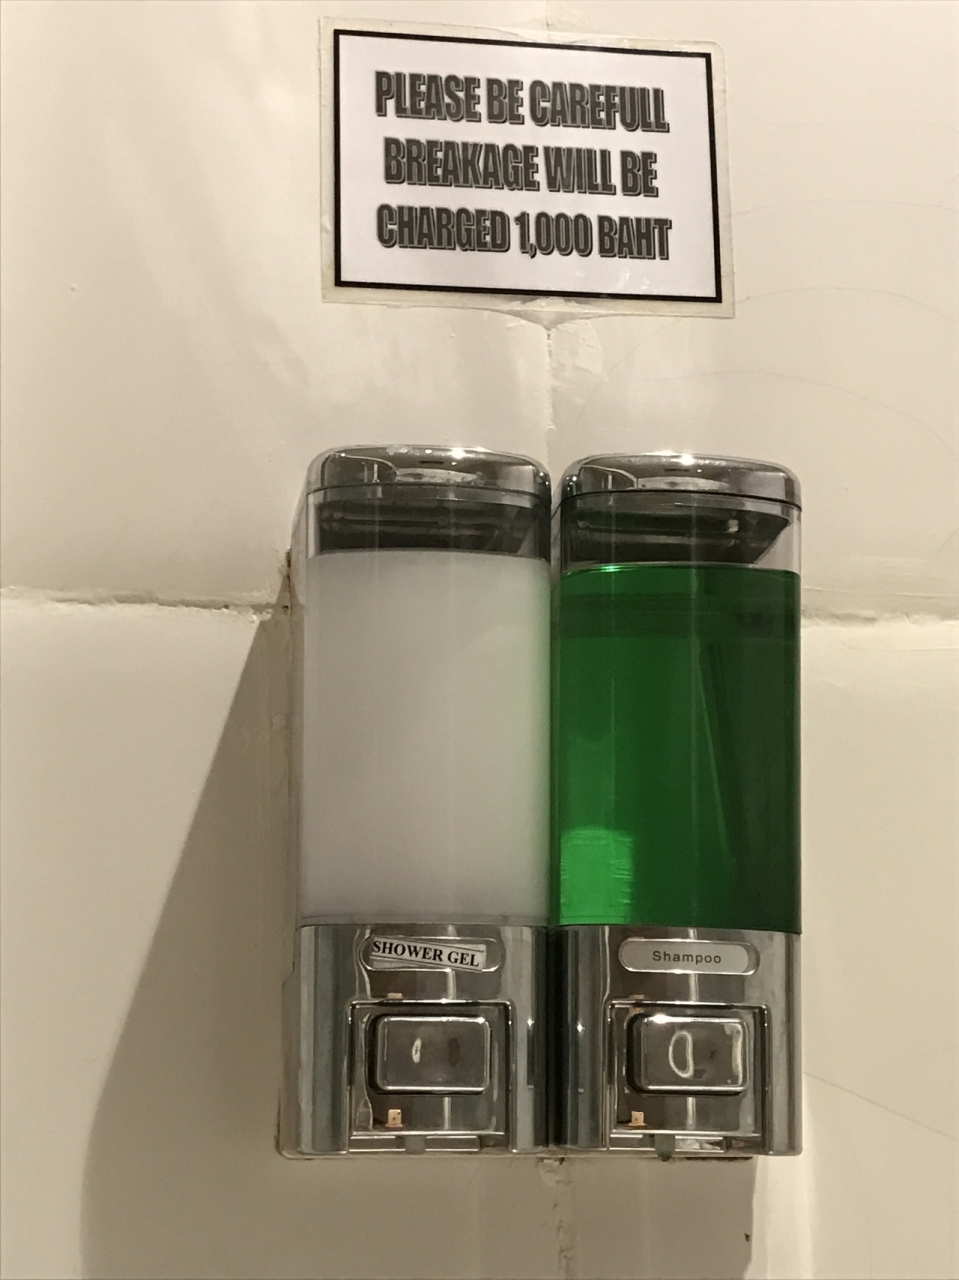 PLEASE BE CAREFULL
BREAKAGE WILL BE
CHARGED 1,000 BAHT
SHOWER GEL
Shampoo